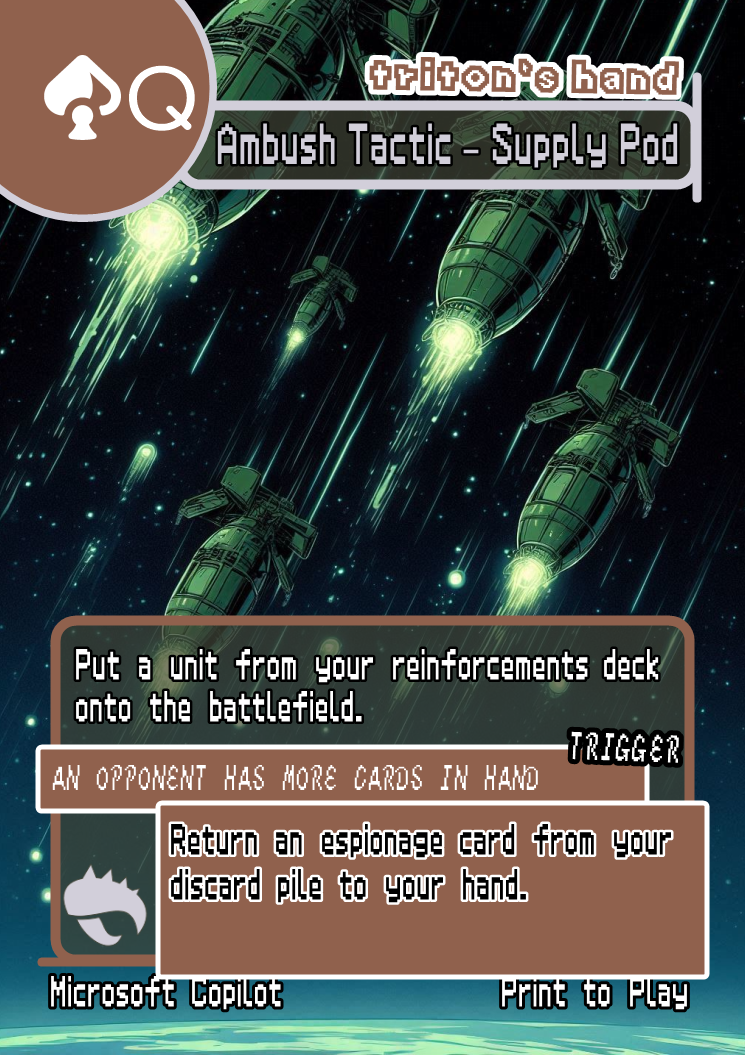 Q
triton's hand
Ambush Tactic - Supply Pod
Put a unit from your reinforcements deck
onto the battlefield.
TRIGGER
AN OPPONENT HAS MORE CARDS IN HAND
Return an espionage card from your
discard pile to your hand.
Microsoft Copilot
Print to Play